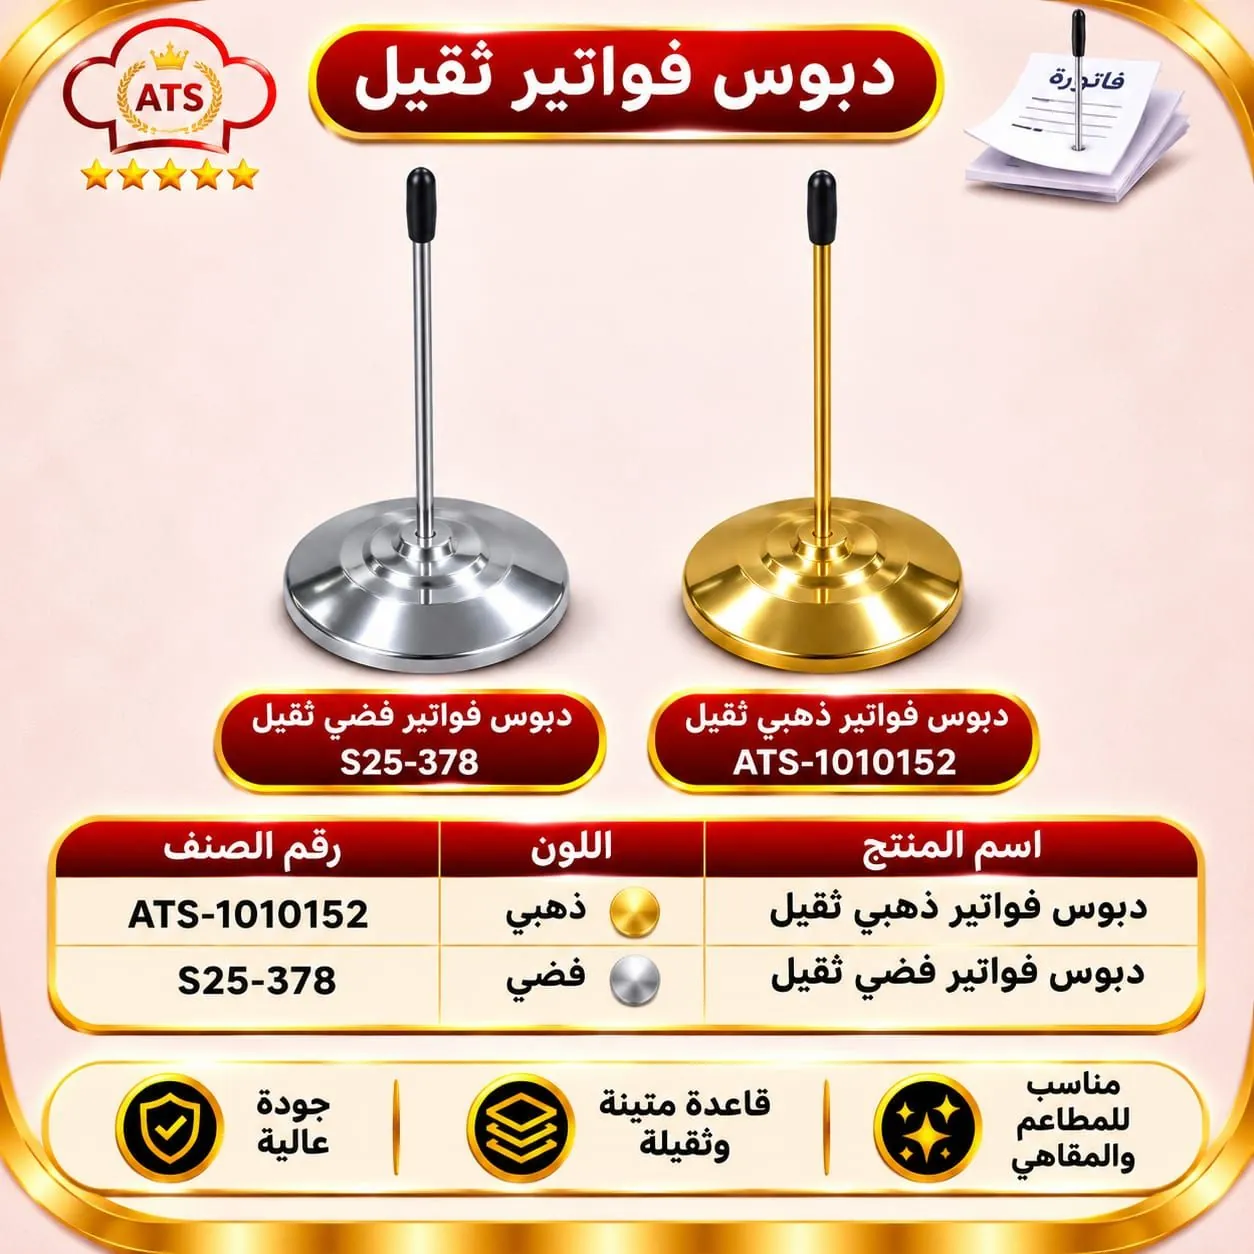 ATS
دبوس فواتير ثقيل
فاتورة
دبوس فواتير فضي ثقيل
S25-378
دبوس فواتير ذهبي ثقيل
ATS-1010152
اسم المنتج اللون رقم الصنف
دبوس فواتير ذهبي ثقيل ذهبي ATS-1010152
دبوس فواتير فضي ثقيل فضي S25-378
مناسب
للمطاعم
والمقاهي
قاعدة متينة
وثقيلة
جودة
عالية